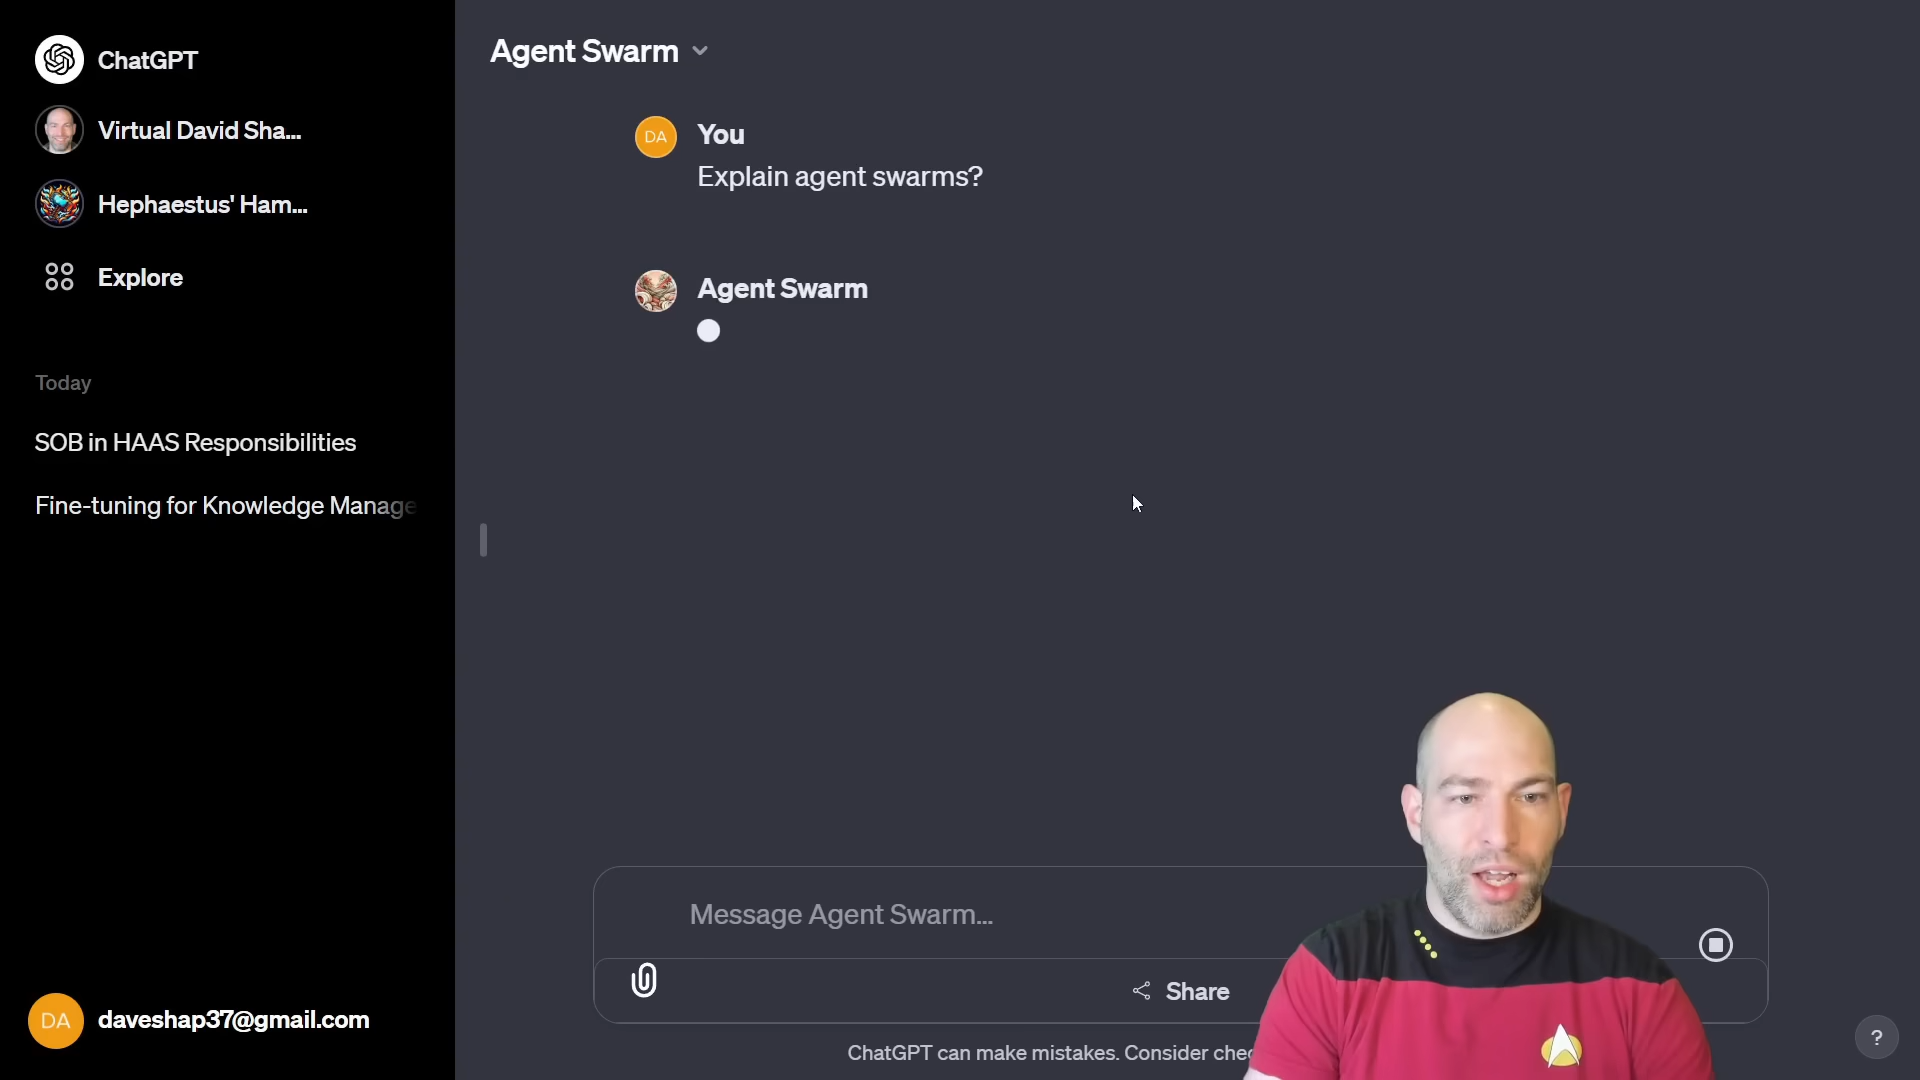 ChatGPT
Virtual David Sha...
Hephaestus' Ham...
Explore
Today
SOB in HAAS Responsibilities
Fine-tuning for Knowledge Manage
DA
daveshap37@gmail.com
Agent Swarm
DA
You
Explain agent swarms?
Agent Swarm
Message Agent Swarm...
Share
ChatGPT can make mistakes. Consider chec
?